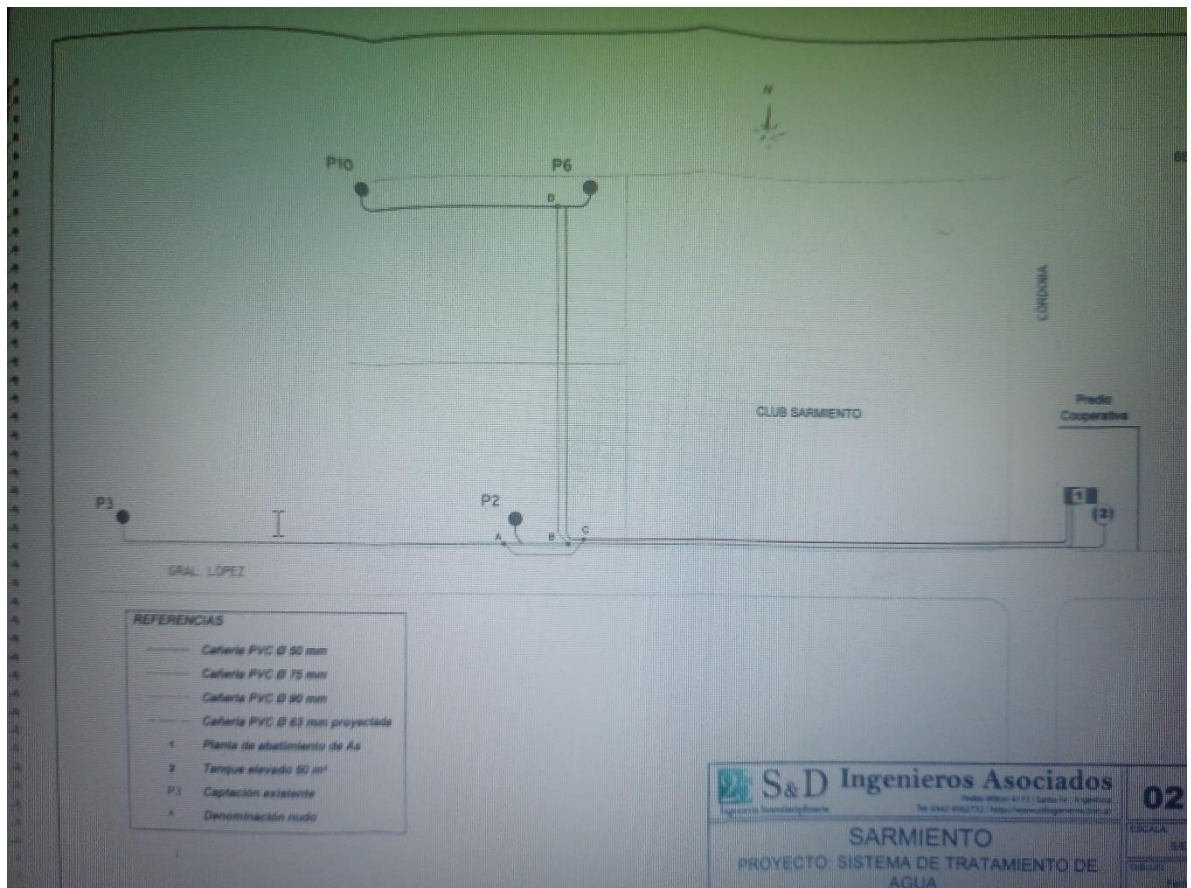 N
P10
P6
D
CÓRDOBA
CLUB SARMIENTO
Predio
Cooperativa
P3
P2
A
B
C
1
2
GRAL. LÓPEZ
REFERENCIAS
Cañería PVC Ø 50 mm
Cañería PVC Ø 75 mm
Cañería PVC Ø 90 mm
Cañería PVC Ø 63 mm proyectada
1 Planta de abatimiento de As
2 Tanque elevado 50 m³
P3 Captación existente
A Denominación nudo
S&D Ingenieros Asociados
02
ESCALA
SARMIENTO
PROYECTO: SISTEMA DE TRATAMIENTO DE
AGUA
DIBUJO